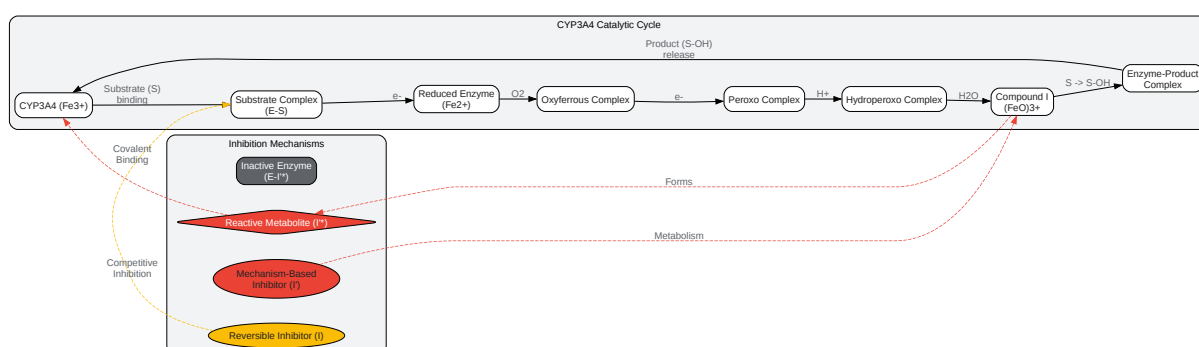 CYP3A4 Catalytic Cycle
Product (S-OH)
release
CYP3A4 (Fe3+)
Substrate (S)
binding
Substrate Complex
(E-S)
e-
Reduced Enzyme
(Fe2+)
O2
Oxyferrous Complex
e-
Peroxo Complex
H+
Hydroperoxo Complex
H2O
Compound I
(FeO)3+
S -> S-OH
Enzyme-Product
Complex
Inhibition Mechanisms
Covalent
Binding
Inactive Enzyme
(E-I'*)
Forms
Reactive Metabolite (I'*)
Metabolism
Competitive
Inhibition
Mechanism-Based
Inhibitor (I')
Reversible Inhibitor (I)